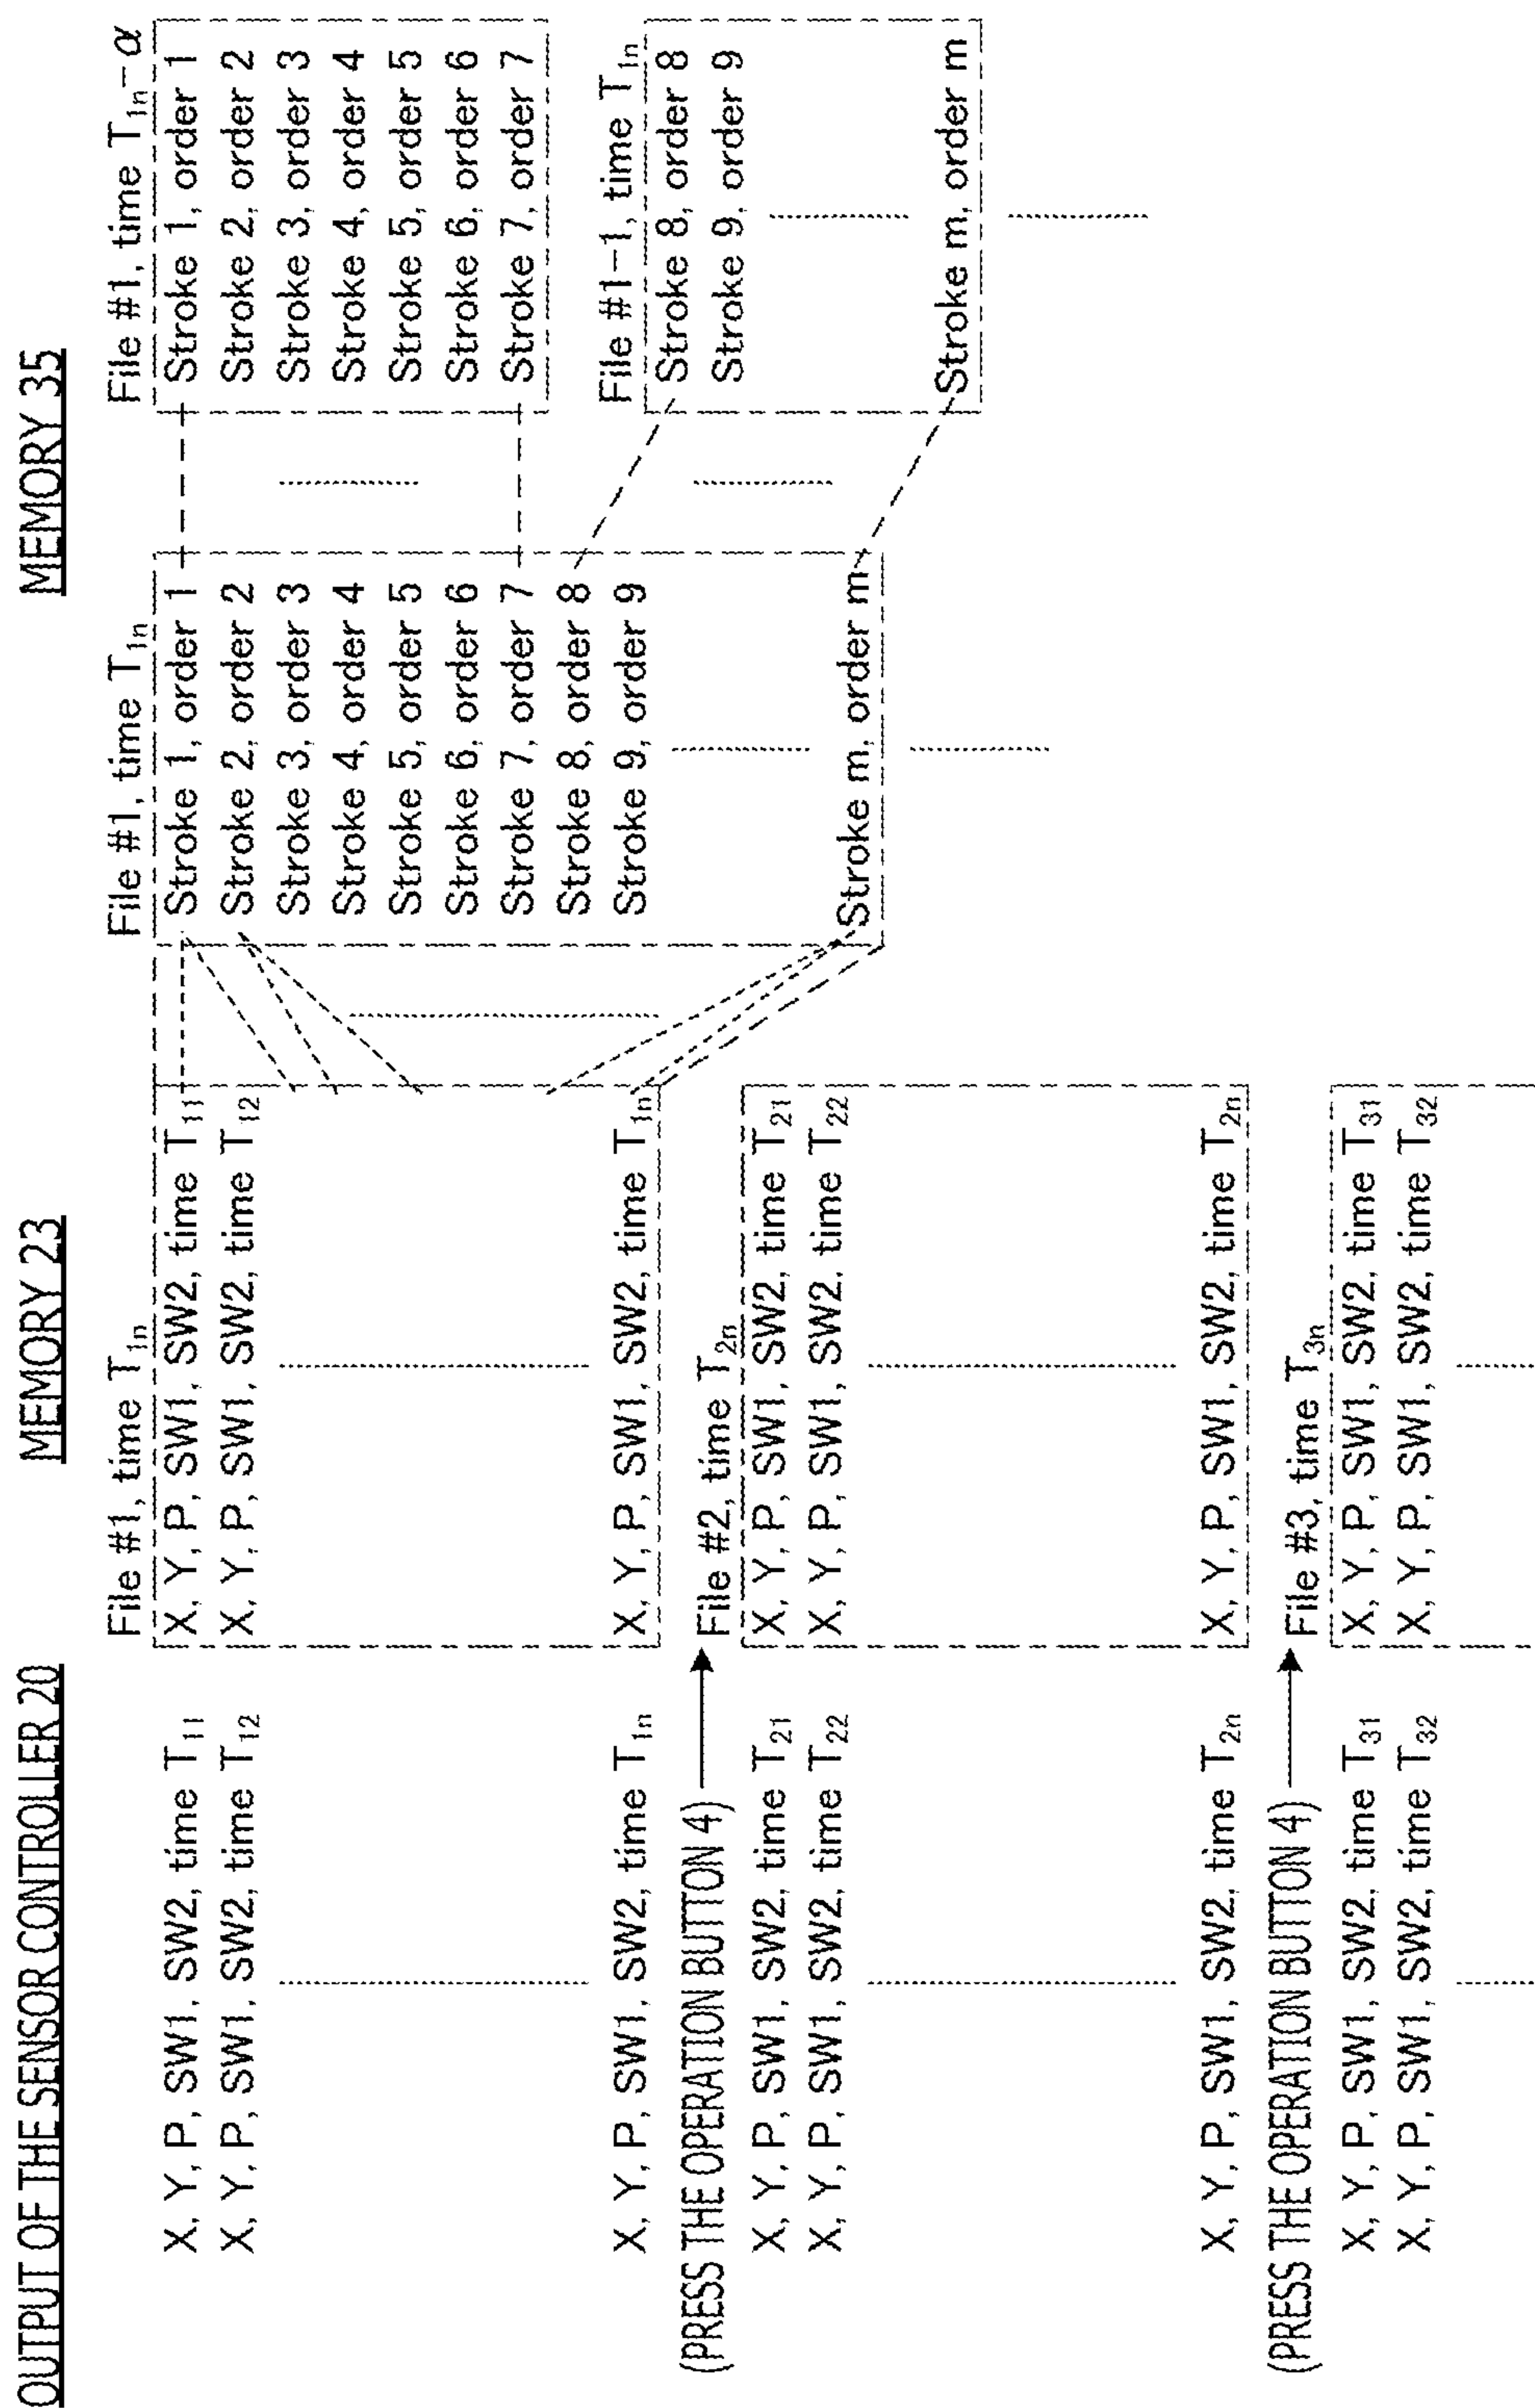 OUTPUT OF THE SENSOR CONTROLLER 20
X, Y, P, SW1, SW2, time T11
X, Y, P, SW1, SW2, time T12
X, Y, P, SW1, SW2, time T1n
(PRESS THE OPERATION BUTTON 4)
X, Y, P, SW1, SW2, time T21
X, Y, P, SW1, SW2, time T22
X, Y, P, SW1, SW2, time T2n
(PRESS THE OPERATION BUTTON 4)
X, Y, P, SW1, SW2, time T31
X, Y, P, SW1, SW2, time T32
MEMORY 23
File #1, time T1n
X, Y, P, SW1, SW2, time T11
X, Y, P, SW1, SW2, time T12
X, Y, P, SW1, SW2, time T1n
File #2, time T2n
X, Y, P, SW1, SW2, time T21
X, Y, P, SW1, SW2, time T22
X, Y, P, SW1, SW2, time T2n
File #3, time T3n
X, Y, P, SW1, SW2, time T31
X, Y, P, SW1, SW2, time T32
MEMORY 35
File #1, time T1n
Stroke 1, order 1
Stroke 2, order 2
Stroke 3, order 3
Stroke 4, order 4
Stroke 5, order 5
Stroke 6, order 6
Stroke 7, order 7
Stroke 8, order 8
Stroke 9, order 9
Stroke m, order m
File #1, time T1n-α
Stroke 1, order 1
Stroke 2, order 2
Stroke 3, order 3
Stroke 4, order 4
Stroke 5, order 5
Stroke 6, order 6
Stroke 7, order 7
File #1-1, time T1n
Stroke 8, order 8
Stroke 9, order 9
Stroke m, order m